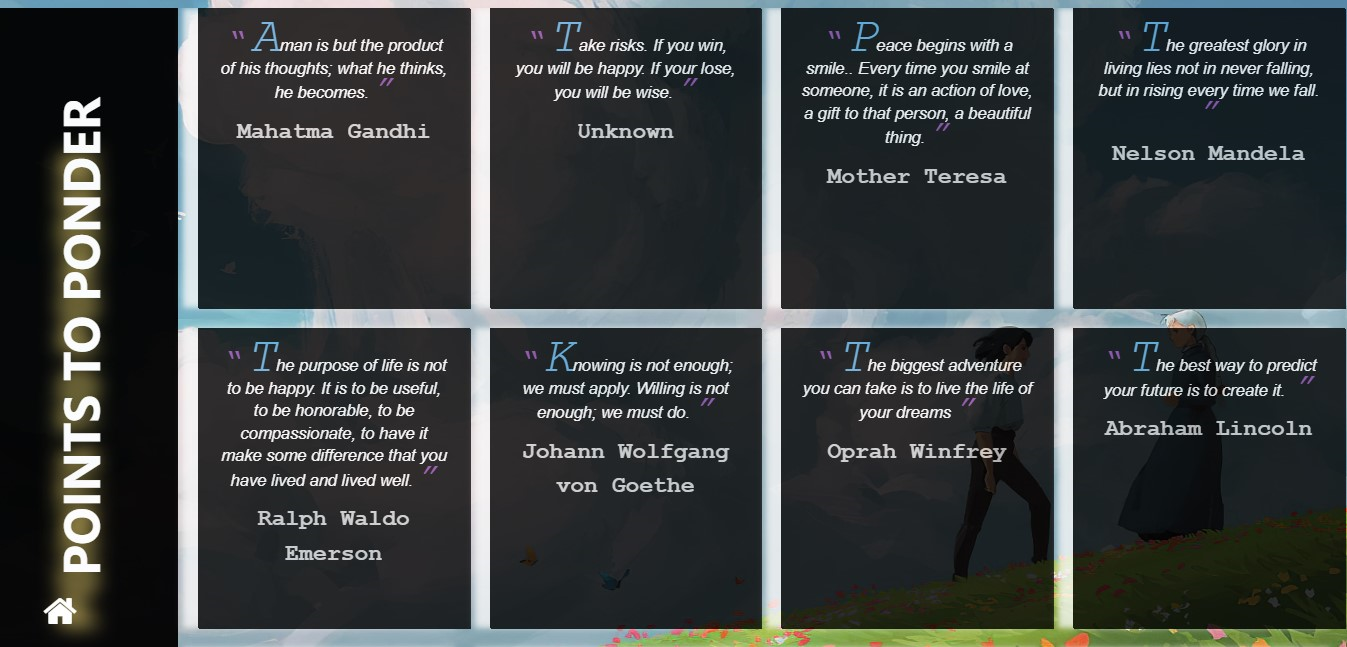 POINTS TO PONDER
“ A man is but the product
of his thoughts; what he thinks,
he becomes. ”
Mahatma Gandhi
“ Take risks. If you win,
you will be happy. If your lose,
you will be wise. ”
Unknown
“ Peace begins with a
smile.. Every time you smile at
someone, it is an action of love,
a gift to that person, a beautiful
thing. ”
Mother Teresa
“ The greatest glory in
living lies not in never falling,
but in rising every time we fall.
”
Nelson Mandela
“ The purpose of life is not
to be happy. It is to be useful,
to be honorable, to be
compassionate, to have it
make some difference that you
have lived and lived well. ”
Ralph Waldo
Emerson
“ Knowing is not enough;
we must apply. Willing is not
enough; we must do. ”
Johann Wolfgang
von Goethe
“ The biggest adventure
you can take is to live the life of
your dreams ”
Oprah Winfrey
“ The best way to predict
your future is to create it. ”
Abraham Lincoln